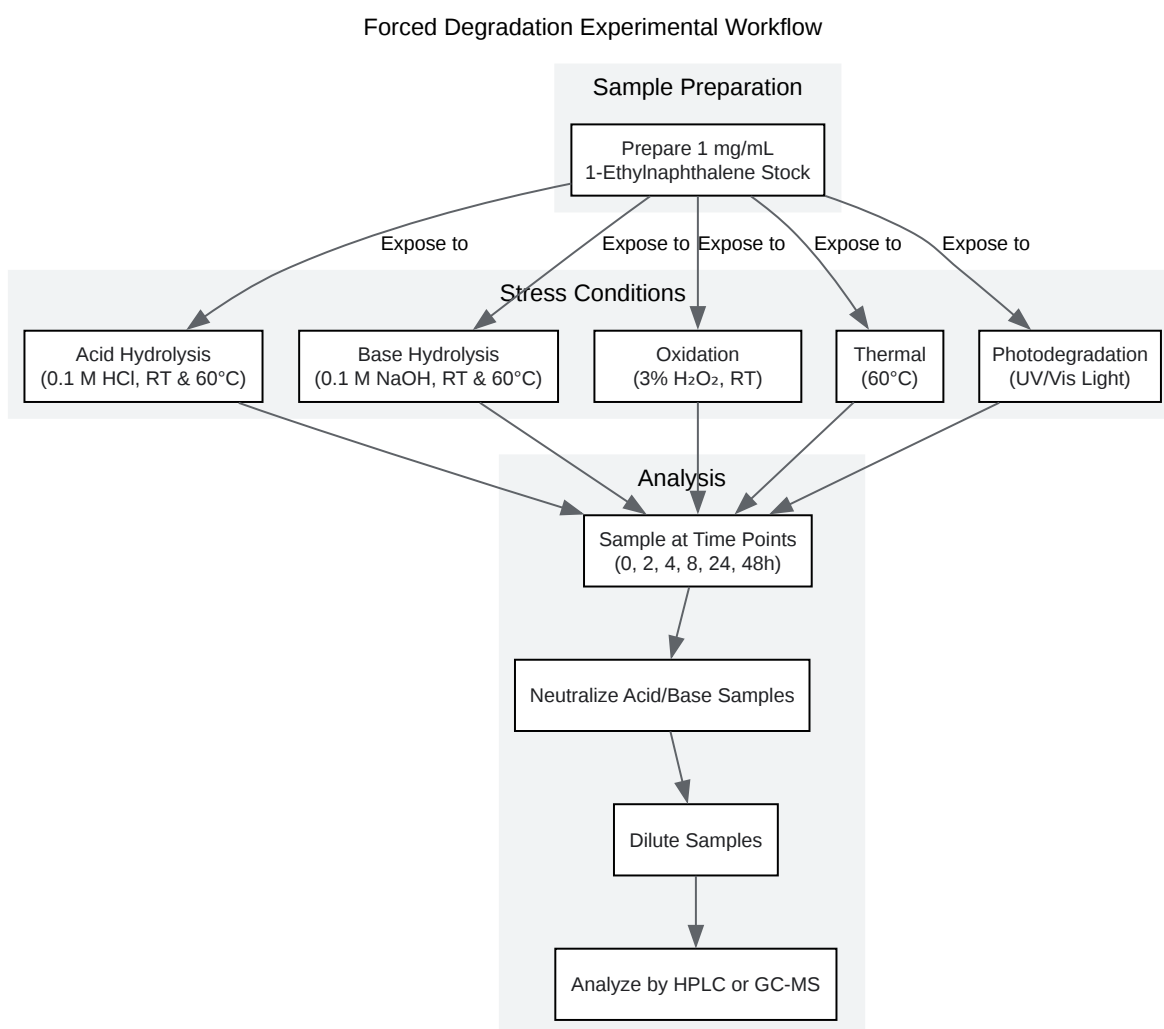 Forced Degradation Experimental Workflow
Sample Preparation
Prepare 1 mg/mL
1-Ethylnaphthalene Stock
Expose to
Expose to
Expose to
Expose to
Expose to
Stress Conditions
Acid Hydrolysis
(0.1 M HCl, RT & 60°C)
Base Hydrolysis
(0.1 M NaOH, RT & 60°C)
Oxidation
(3% H₂O₂, RT)
Thermal
(60°C)
Photodegradation
(UV/Vis Light)
Analysis
Sample at Time Points
(0, 2, 4, 8, 24, 48h)
Neutralize Acid/Base Samples
Dilute Samples
Analyze by HPLC or GC-MS